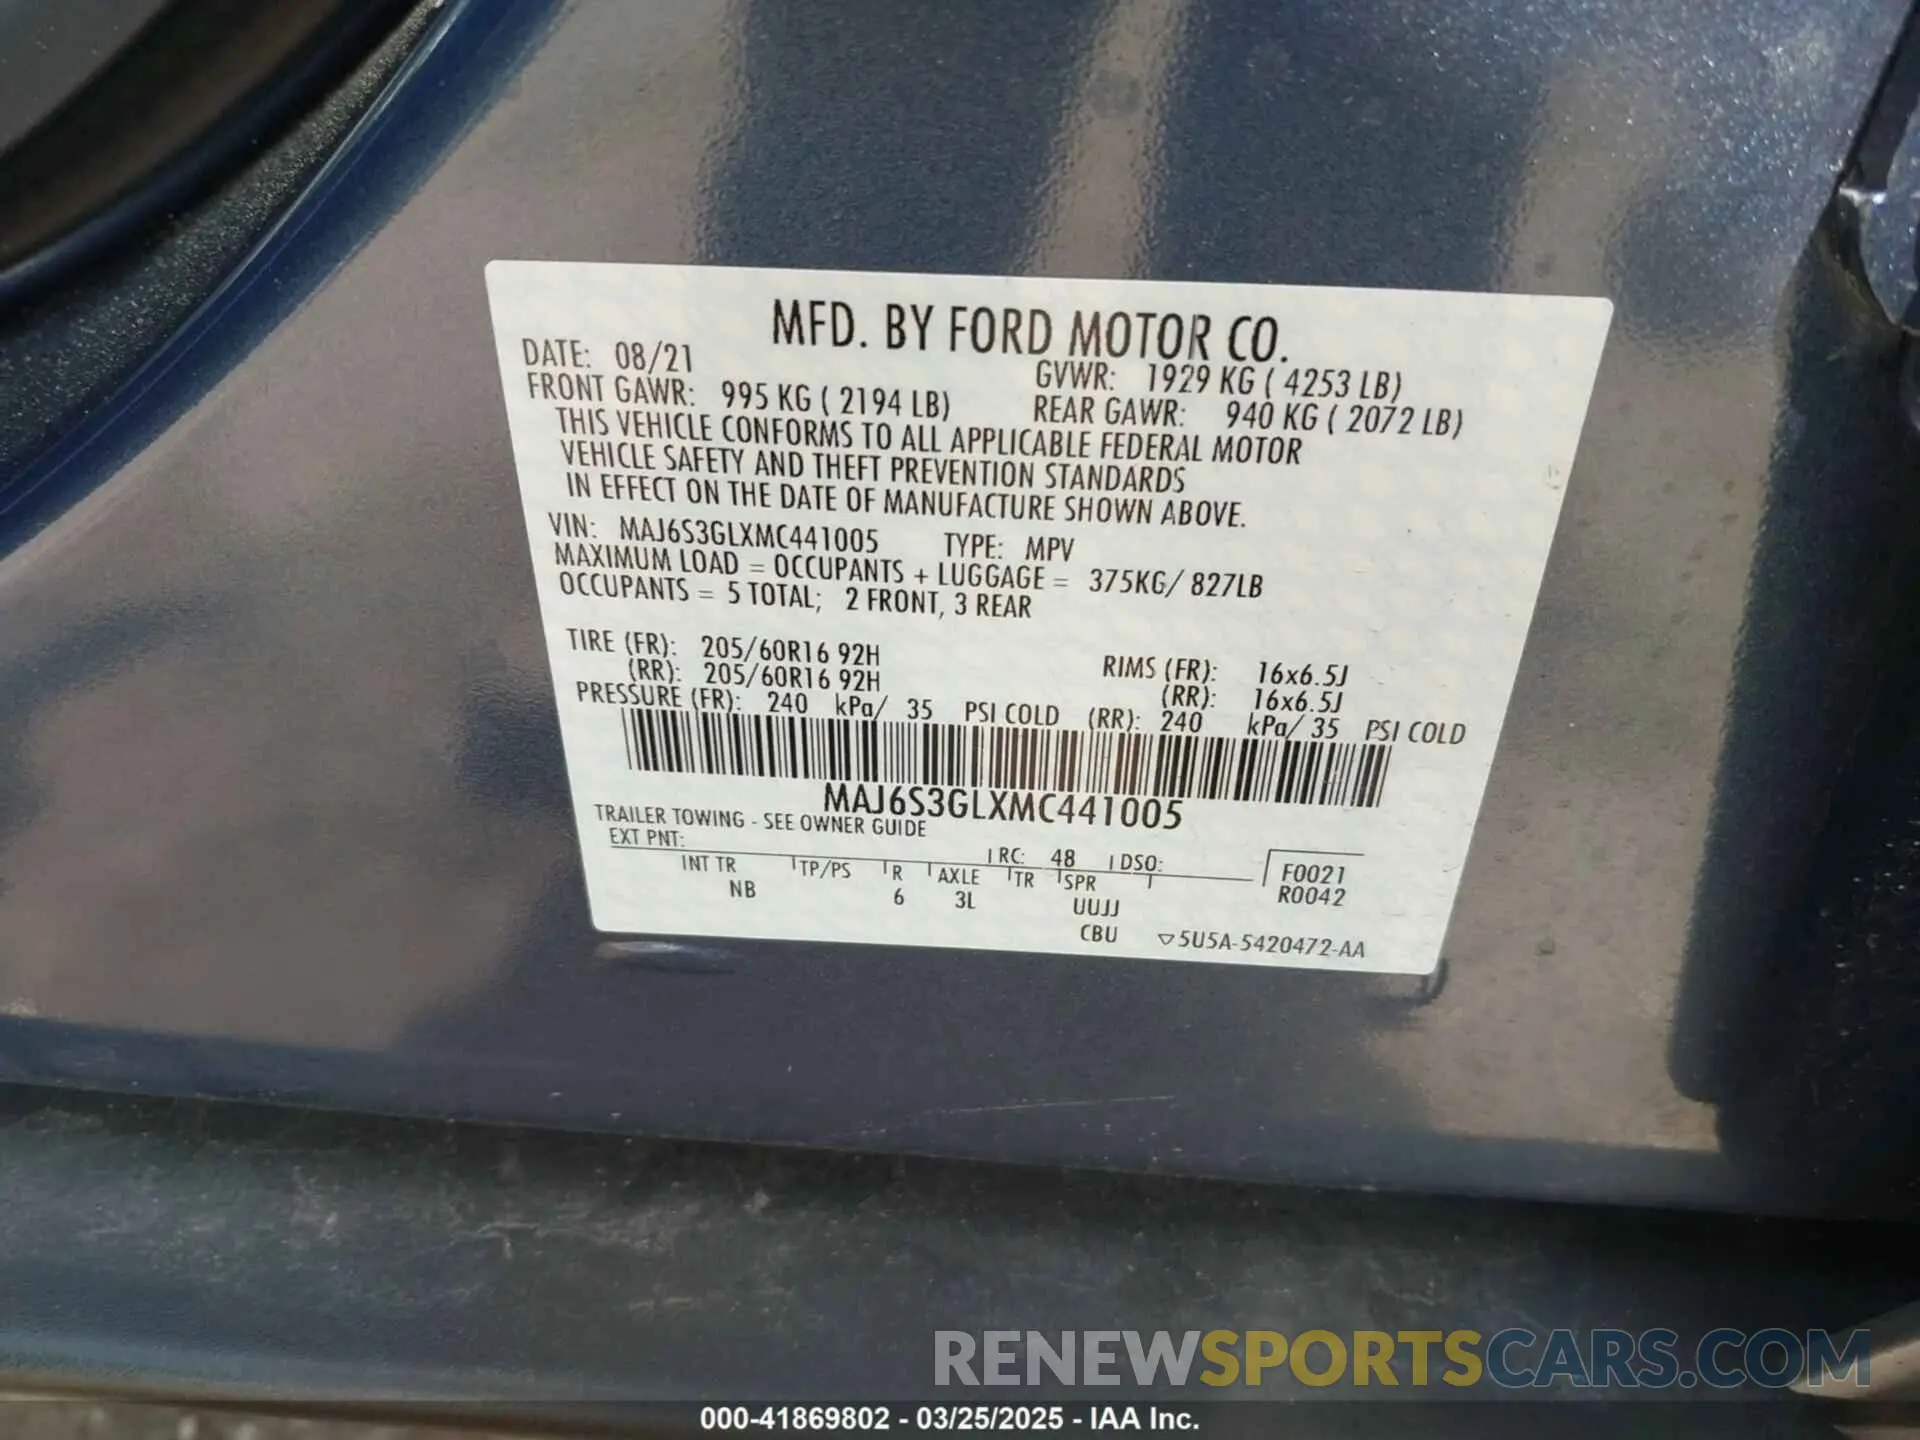 MFD. BY FORD MOTOR CO.
DATE: 08/21 GVWR: 1929 KG ( 4253 LB)
FRONT GAWR: 995 KG ( 2194 LB) REAR GAWR: 940 KG ( 2072 LB)
THIS VEHICLE CONFORMS TO ALL APPLICABLE FEDERAL MOTOR
VEHICLE SAFETY AND THEFT PREVENTION STANDARDS
IN EFFECT ON THE DATE OF MANUFACTURE SHOWN ABOVE.
VIN: MAJ6S3GLXMC441005 TYPE: MPV
MAXIMUM LOAD = OCCUPANTS + LUGGAGE = 375KG/ 827LB
OCCUPANTS = 5 TOTAL; 2 FRONT, 3 REAR
TIRE (FR): 205/60R16 92H RIMS (FR): 16x6.5J
(RR): 205/60R16 92H (RR): 16x6.5J
PRESSURE (FR): 240 kPa/ 35 PSI COLD (RR): 240 kPa/ 35 PSI COLD
MAJ6S3GLXMC441005
TRAILER TOWING - SEE OWNER GUIDE
EXT PNT: RC: 48 DSO: F0021
INT TR TP/PS R AXLE TR SPR R0042
NB 6 3L UUJJ
CBU ▽5U5A-5420472-AA
RENEWSPORTSCARS.COM
000-41869802 - 03/25/2025 - IAA Inc.